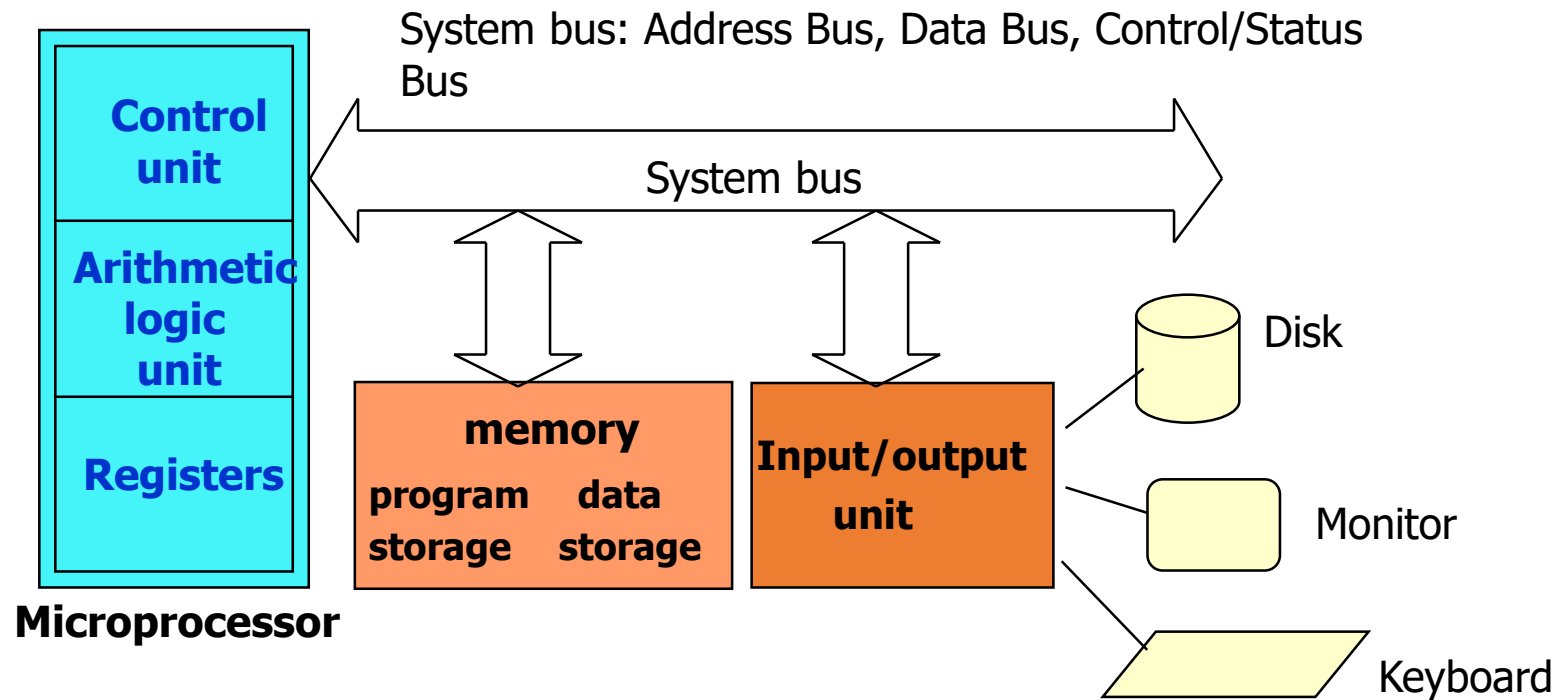 System bus: Address Bus, Data Bus, Control/Status
Bus
Control
unit
System bus
Arithmetic
logic
unit
Registers
Microprocessor
memory
program data
storage storage
Input/output
unit
Disk
Monitor
Keyboard